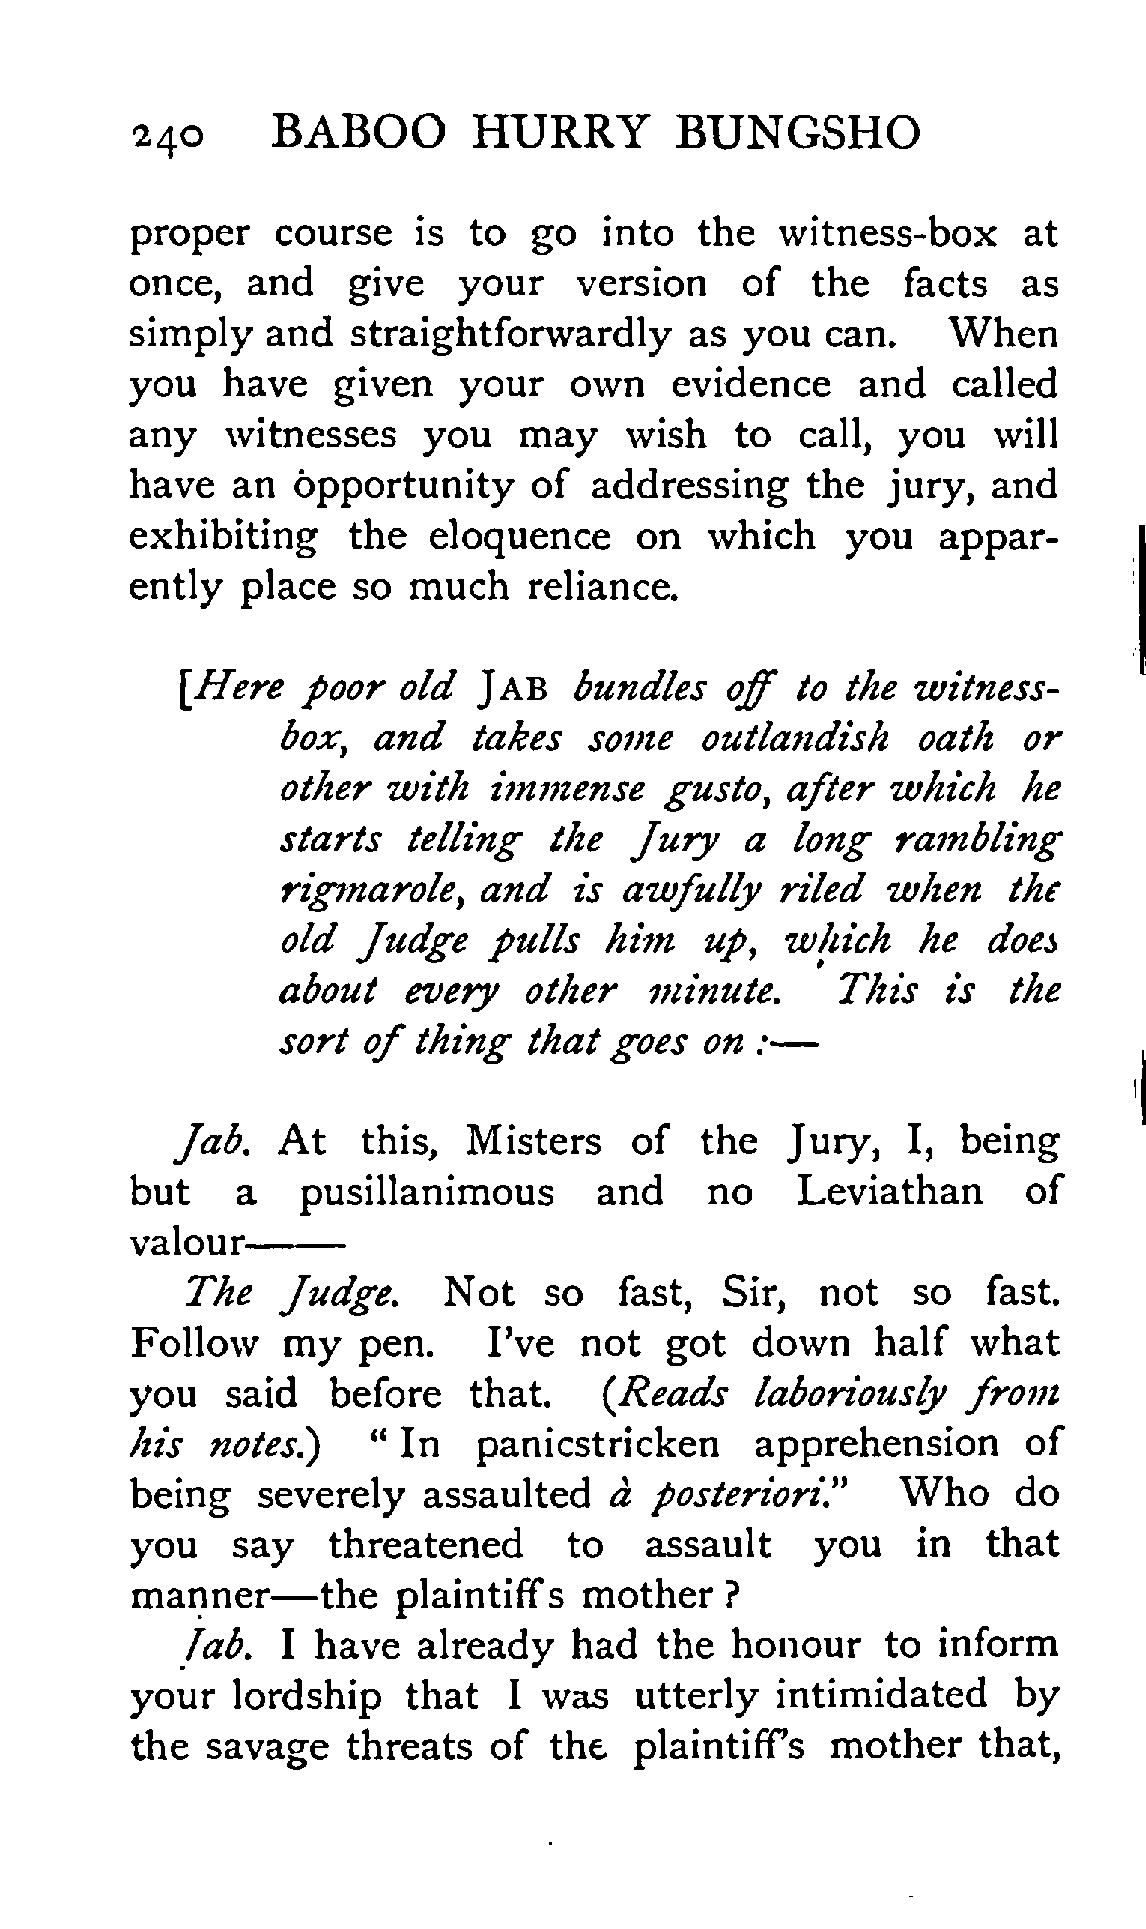 240 BABOO HURRY BUNGSHO
proper course is to go into the witness-box at
once, and give your version of the facts as
simply and straightforwardly as you can. When
you have given your own evidence and called
any witnesses you may wish to call, you will
have an opportunity of addressing the jury, and
exhibiting the eloquence on which you appar-
ently place so much reliance.
[Here poor old JAB bundles off to the witness-
box, and takes some outlandish oath or
other with immense gusto, after which he
starts telling the Jury a long rambling
rigmarole, and is awfully riled when the
old Judge pulls him up, which he does
about every other minute. This is the
sort of thing that goes on :—
Jab. At this, Misters of the Jury, I, being
but a pusillanimous and no Leviathan of
valour——
The Judge. Not so fast, Sir, not so fast.
Follow my pen. I've not got down half what
you said before that. (Reads laboriously from
his notes.) "In panicstricken apprehension of
being severely assaulted à posteriori." Who do
you say threatened to assault you in that
manner—the plaintiffs mother ?
Jab. I have already had the honour to inform
your lordship that I was utterly intimidated by
the savage threats of the plaintiff's mother that,